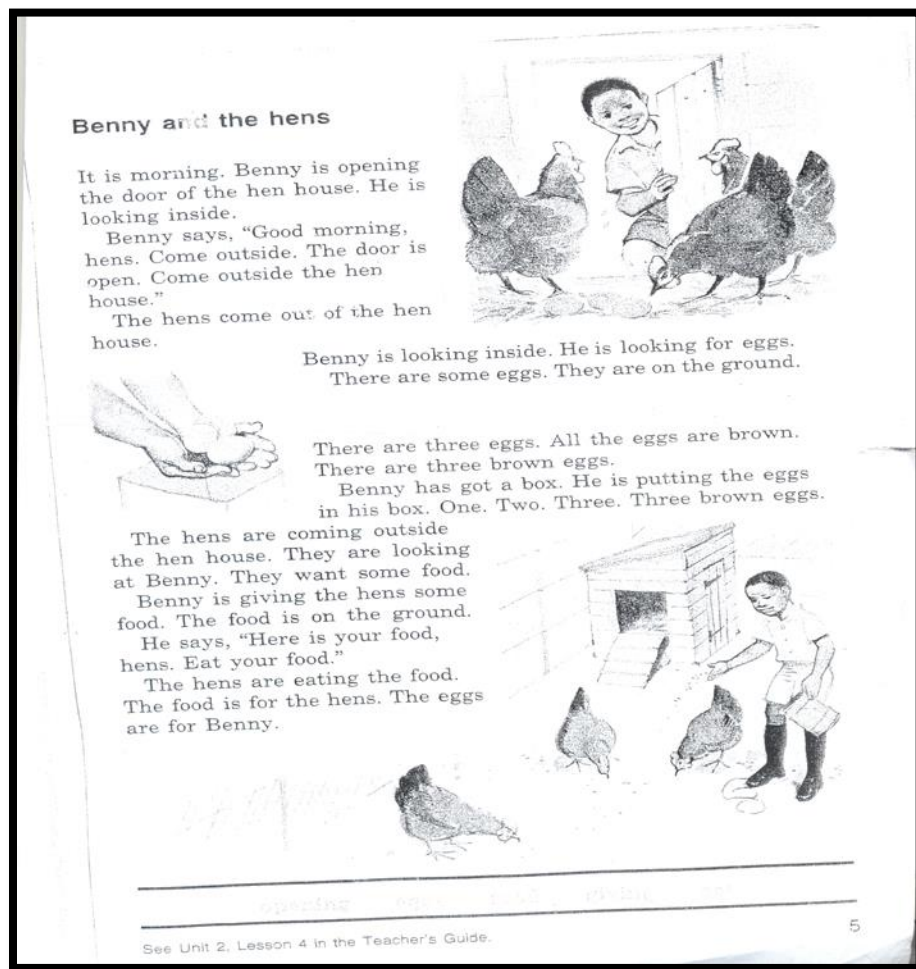 Benny and the hens
It is morning. Benny is opening
the door of the hen house. He is
looking inside.
Benny says, “Good morning,
hens. Come outside. The door is
open. Come outside the hen
house.”
The hens come out of the hen
house.
Benny is looking inside. He is looking for eggs.
There are some eggs. They are on the ground.
There are three eggs. All the eggs are brown.
There are three brown eggs.
Benny has got a box. He is putting the eggs
in his box. One. Two. Three. Three brown eggs.
The hens are coming outside
the hen house. They are looking
at Benny. They want some food.
Benny is giving the hens some
food. The food is on the ground.
He says, “Here is your food,
hens. Eat your food.”
The hens are eating the food.
The food is for the hens. The eggs
are for Benny.
opening eggs food giving
See Unit 2, Lesson 4 in the Teacher's Guide.
5